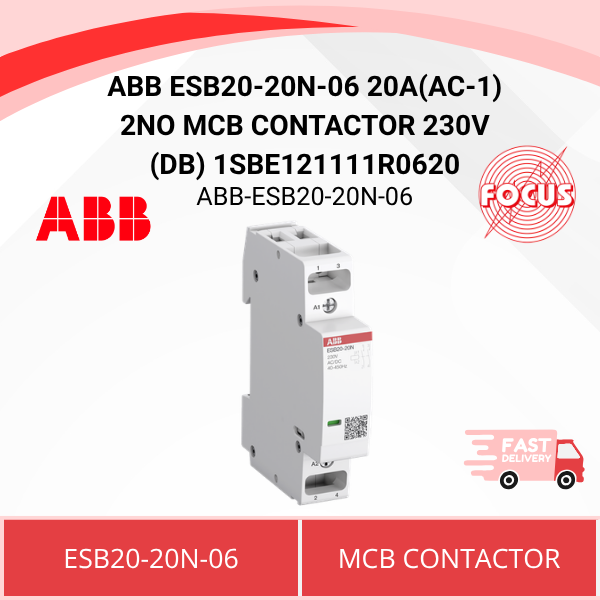 ABB ESB20-20N-06 20A(AC-1)
2NO MCB CONTACTOR 230V
(DB) 1SBE121111R0620
ABB-ESB20-20N-06
ABB
FOCUS
1 3
A1
ABB
ESB20-20N
230V
AC/DC
40-450Hz
A2
2 4
FAST
DELIVERY
ESB20-20N-06
MCB CONTACTOR